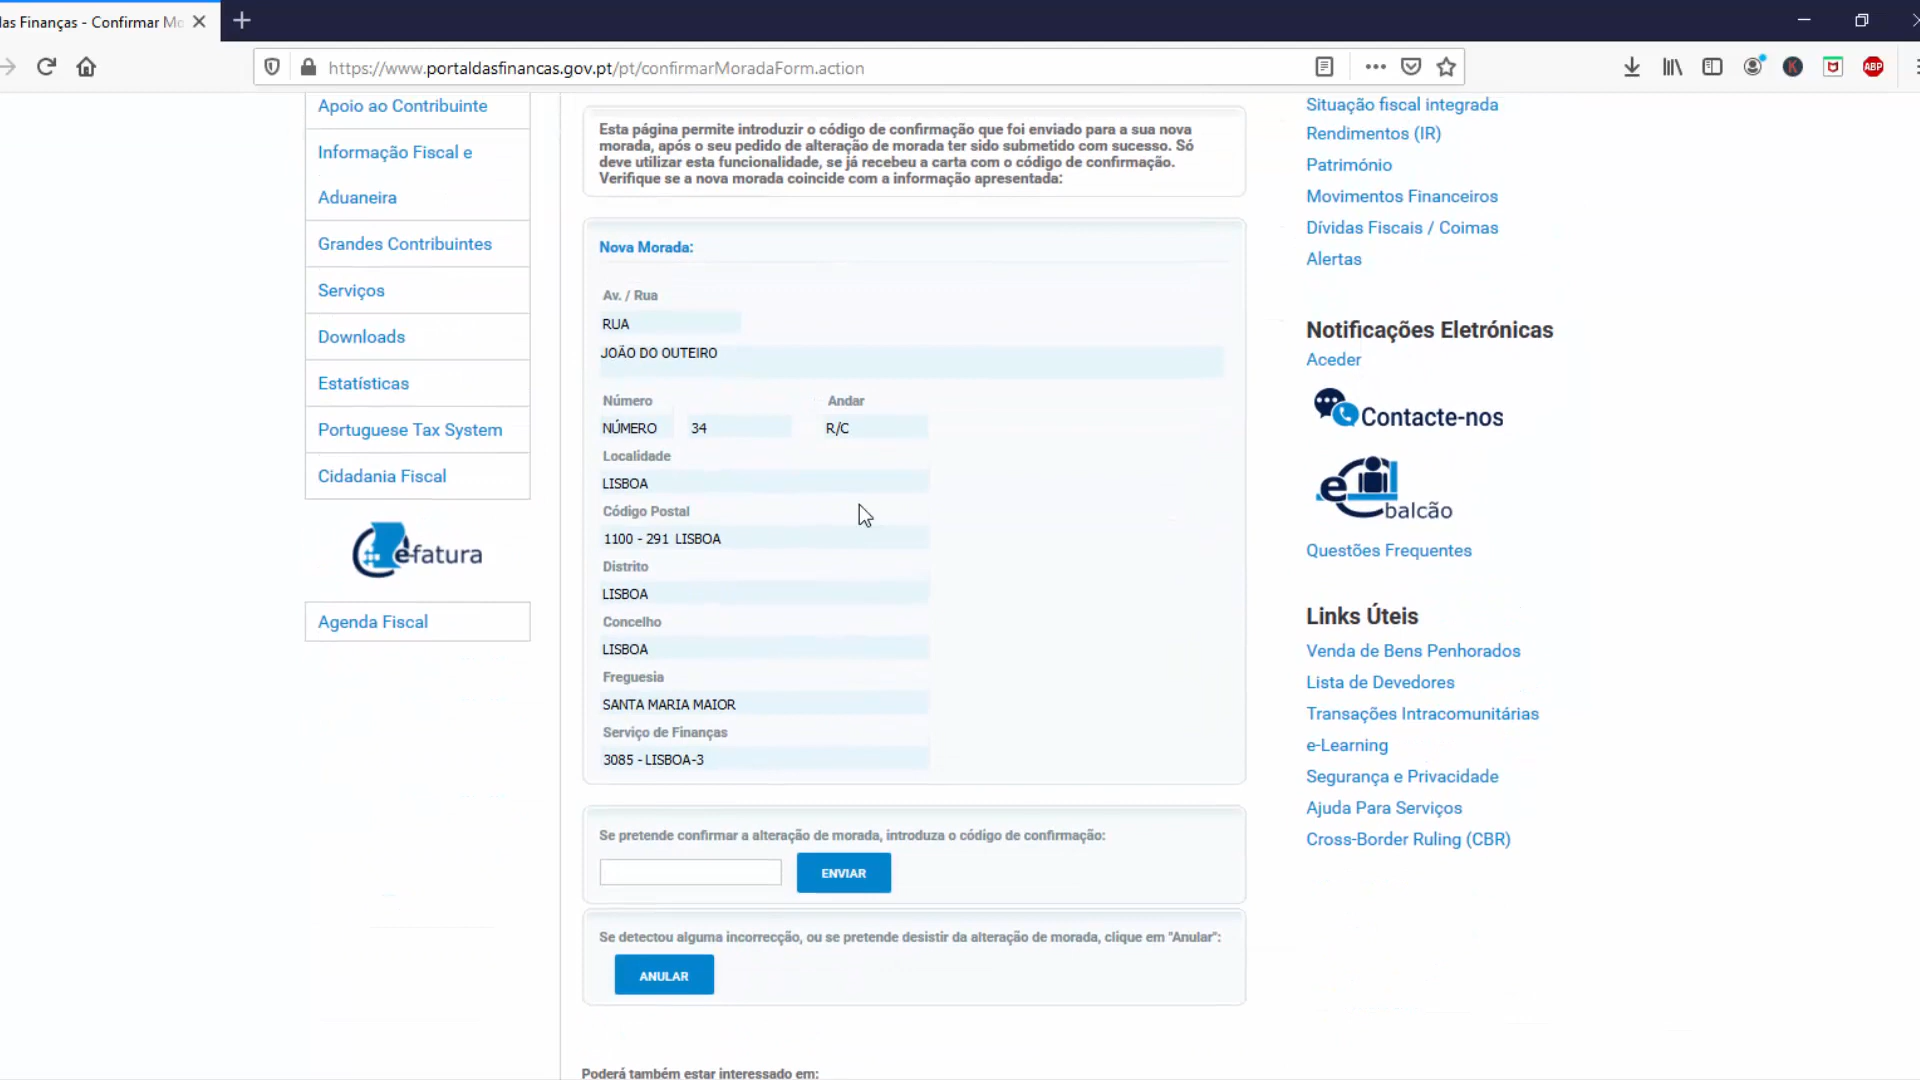 las Finanças - Confirmar Mo
https://www.portaldasfinancas.gov.pt/pt/confirmarMoradaForm.action
ABP
Apoio ao Contribuinte
Informação Fiscal e
Aduaneira
Grandes Contribuintes
Serviços
Downloads
Estatísticas
Portuguese Tax System
Cidadania Fiscal
e-fatura
Agenda Fiscal
Esta página permite introduzir o código de confirmação que foi enviado para a sua nova
morada, após o seu pedido de alteração de morada ter sido submetido com sucesso. Só
deve utilizar esta funcionalidade, se já recebeu a carta com o código de confirmação.
Verifique se a nova morada coincide com a informação apresentada:
Nova Morada:
Av. / Rua
RUA
JOÃO DO OUTEIRO
Número Andar
NÚMERO 34 R/C
Localidade
LISBOA
Código Postal
1100 - 291 LISBOA
Distrito
LISBOA
Concelho
LISBOA
Freguesia
SANTA MARIA MAIOR
Serviço de Finanças
3085 - LISBOA-3
Se pretende confirmar a alteração de morada, introduza o código de confirmação:
ENVIAR
Se detectou alguma incorrecção, ou se pretende desistir da alteração de morada, clique em "Anular":
ANULAR
Poderá também estar interessado em:
Situação fiscal integrada
Rendimentos (IR)
Património
Movimentos Financeiros
Dívidas Fiscais / Coimas
Alertas
Notificações Eletrónicas
Aceder
Contacte-nos
e balcão
Questões Frequentes
Links Úteis
Venda de Bens Penhorados
Lista de Devedores
Transações Intracomunitárias
e-Learning
Segurança e Privacidade
Ajuda Para Serviços
Cross-Border Ruling (CBR)